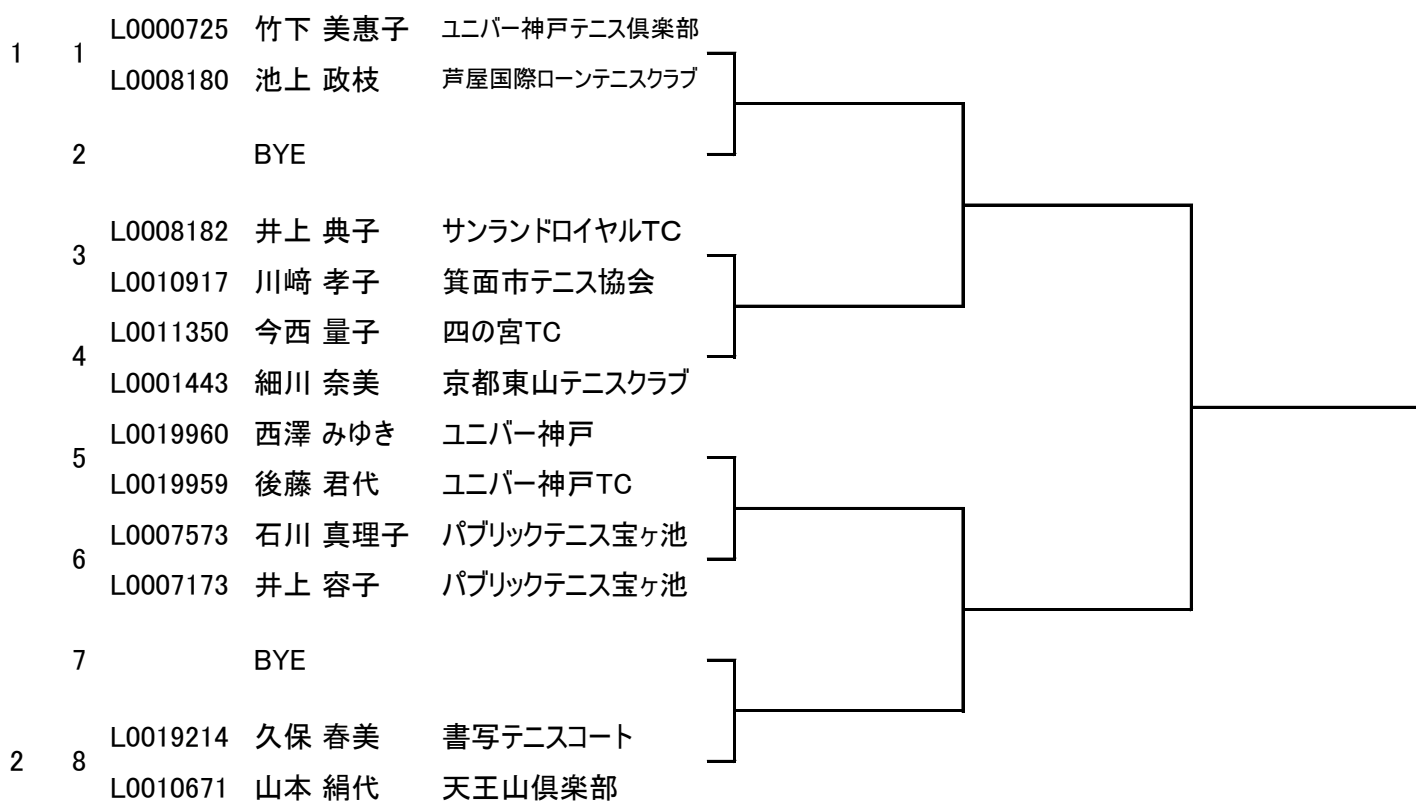 L0000725 竹下 美惠子 ユニバー神戸テニス倶楽部
1 1
L0008180 池上 政枝 芦屋国際ローンテニスクラブ
2 BYE
L0008182 井上 典子 サンランドロイヤルTC
3
L0010917 川﨑 孝子 箕面市テニス協会
L0011350 今西 量子 四の宮TC
4
L0001443 細川 奈美 京都東山テニスクラブ
L0019960 西澤 みゆき ユニバー神戸
5
L0019959 後藤 君代 ユニバー神戸TC
L0007573 石川 真理子 パブリックテニス宝ヶ池
6
L0007173 井上 容子 パブリックテニス宝ヶ池
7 BYE
L0019214 久保 春美 書写テニスコート
2 8
L0010671 山本 絹代 天王山倶楽部